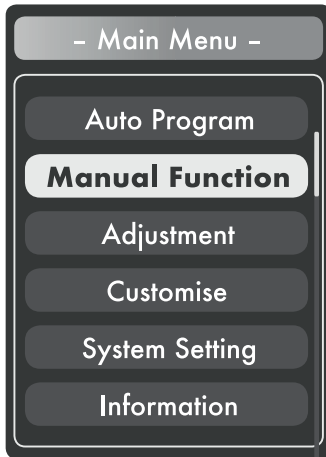 – Main Menu –
Auto Program
Manual Function
Adjustment
Customise
System Setting
Information